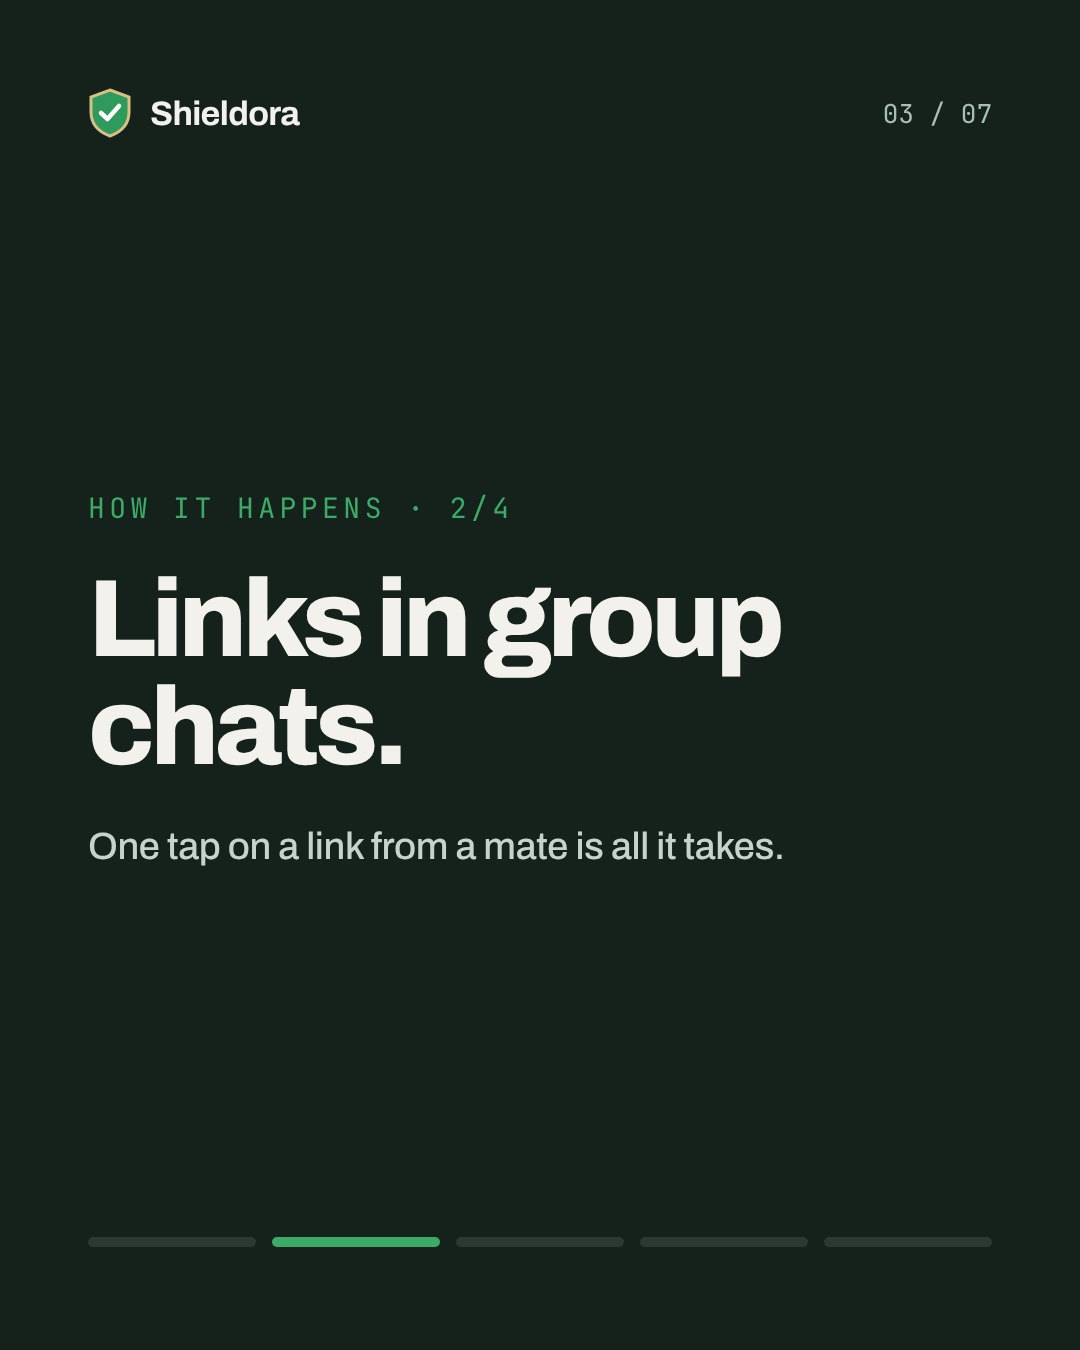 Shieldora
03 / 07
HOW IT HAPPENS · 2/4
Links in group
chats.
One tap on a link from a mate is all it takes.